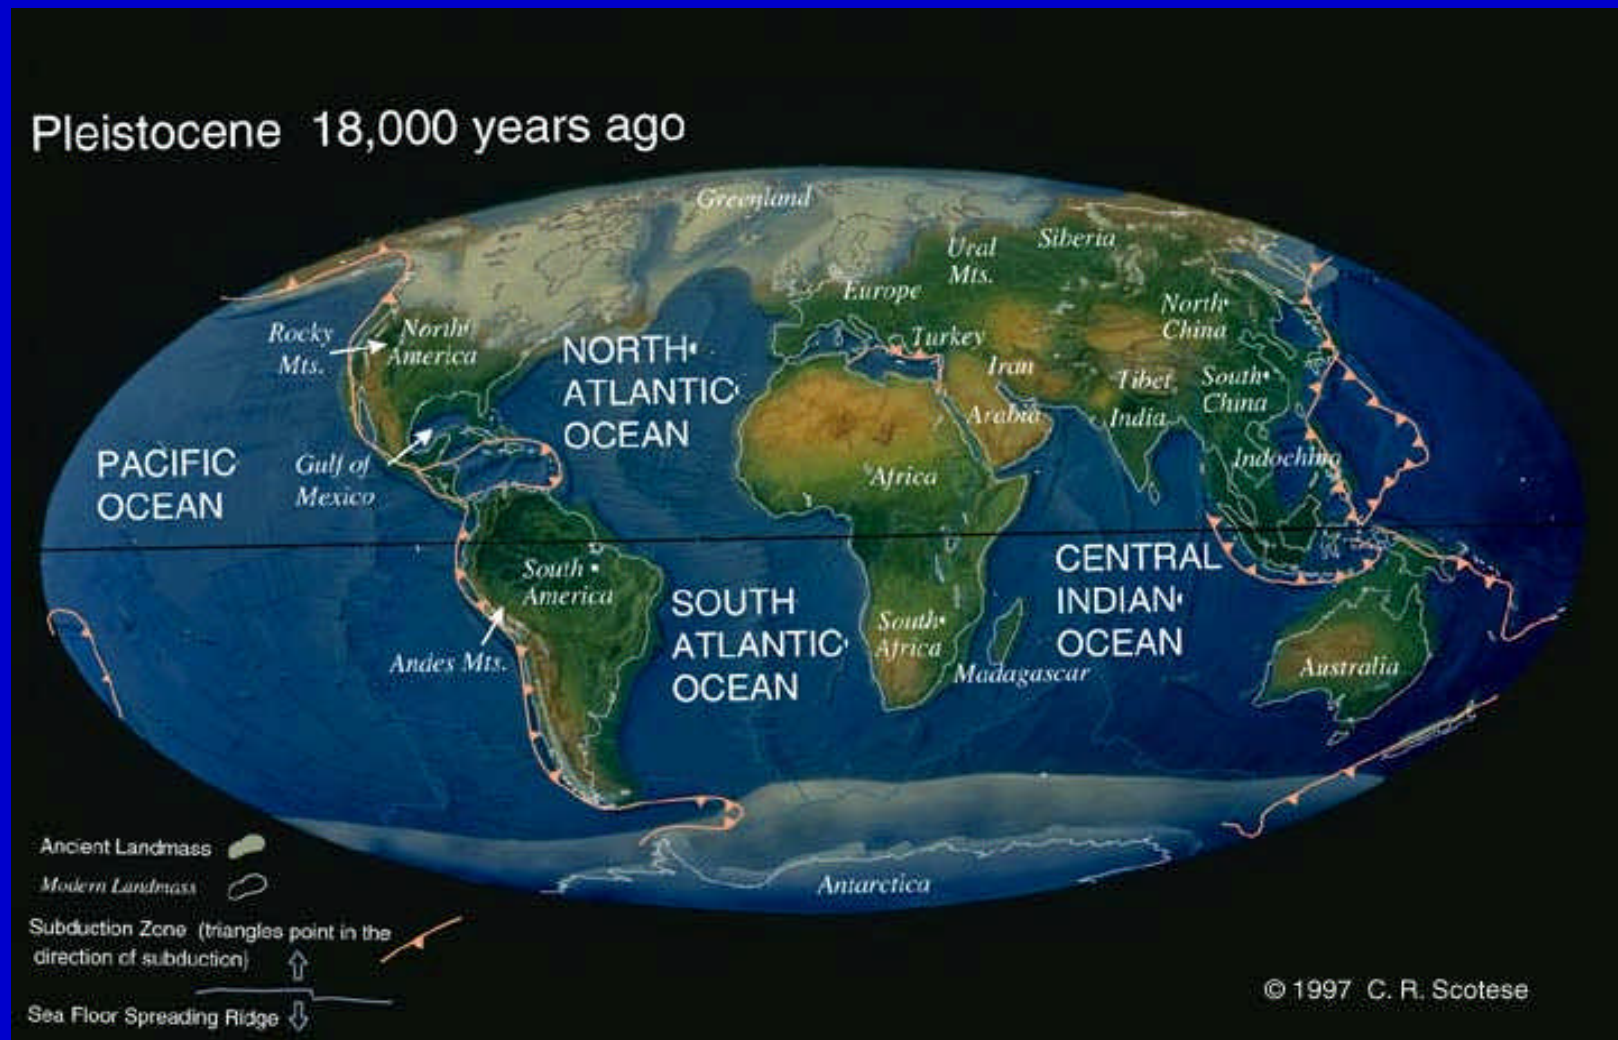 Pleistocene 18,000 years ago
Greenland
Ural
Mts.
Siberia
Europe
North
China
Rocky
Mts.
North
America
NORTH
ATLANTIC
OCEAN
Turkey
Iran
Tibet
South
China
Arabia
India
PACIFIC
OCEAN
Gulf of
Mexico
Africa
Indochina
South
America
CENTRAL
INDIAN
OCEAN
SOUTH
ATLANTIC
OCEAN
South
Africa
Andes Mts.
Madagascar
Australia
Antarctica
Ancient Landmass
Modern Landmass
Subduction Zone (triangles point in the
direction of subduction)
Sea Floor Spreading Ridge
© 1997 C. R. Scotese